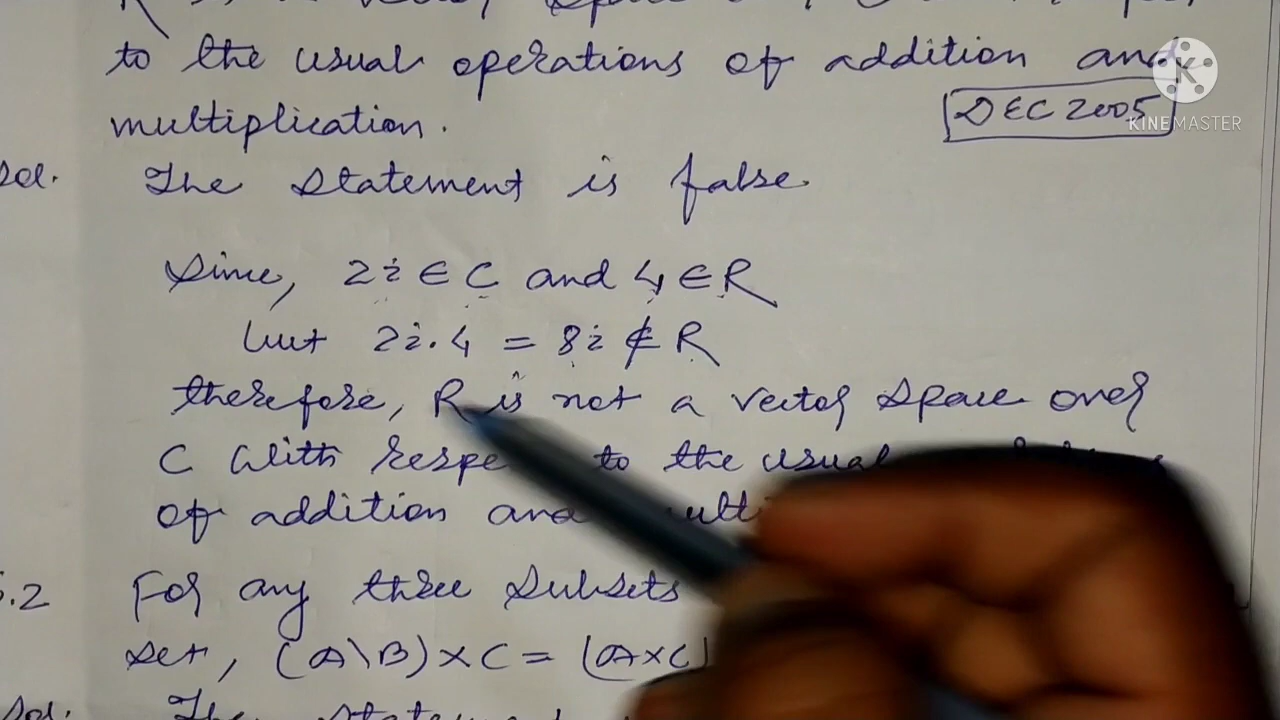 to the usual operations of addition and
multiplication. DEC 2005
KINEMASTER
Sol. The statement is false.
Since, 2i ∈ C and 4 ∈ R
but 2i.4 = 8i ∉ R
therefore, R is not a vector space over
C with respe to the usual
of addition and
5.2 For any three subsets
set, (A\B)×C = (A×C)
Sol. The